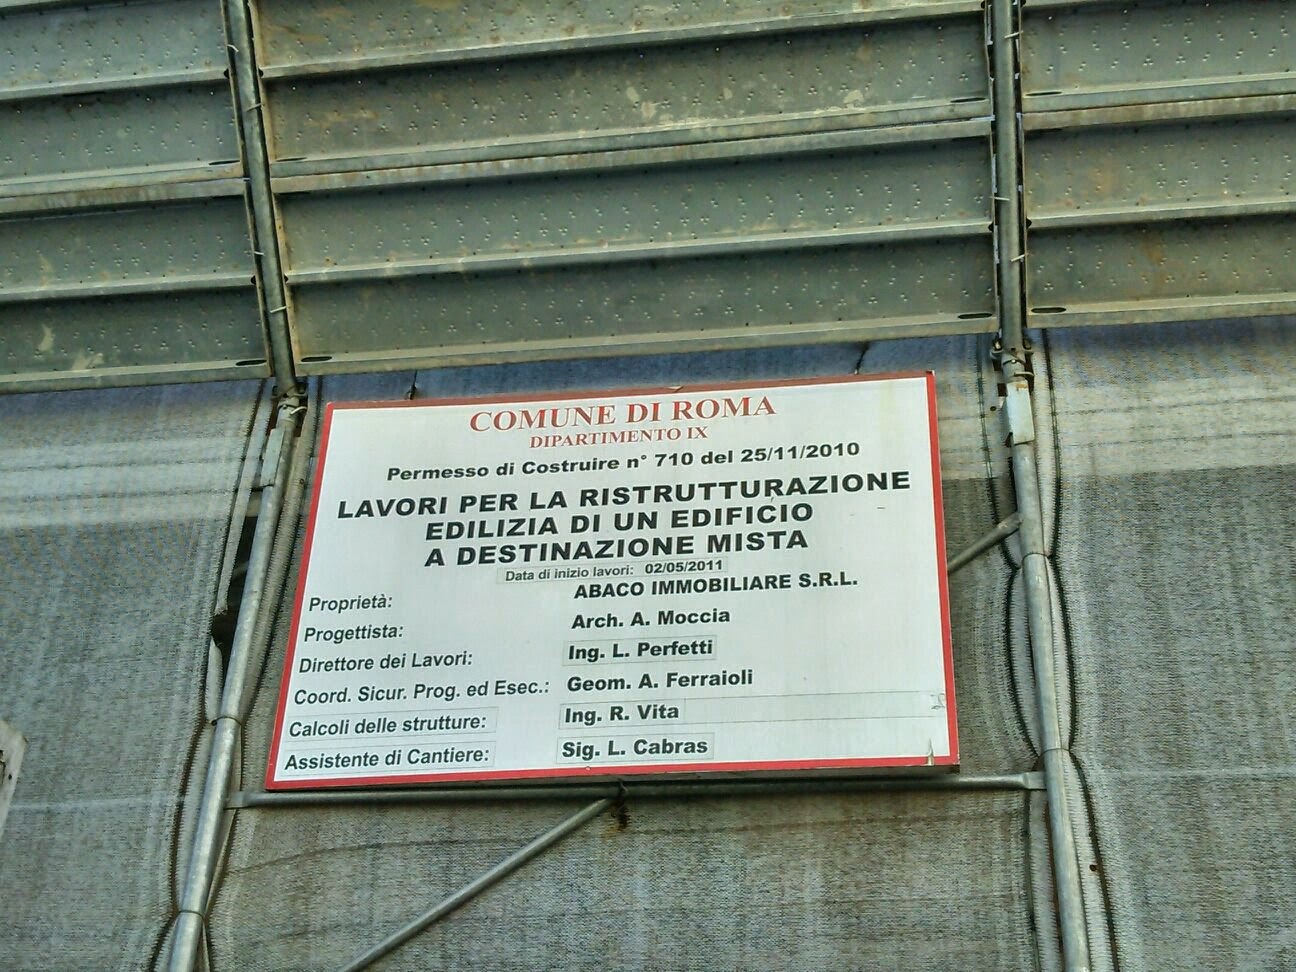 COMUNE DI ROMA
DIPARTIMENTO IX
Permesso di Costruire n° 710 del 25/11/2010
LAVORI PER LA RISTRUTTURAZIONE
EDILIZIA DI UN EDIFICIO
A DESTINAZIONE MISTA
Data di inizio lavori: 02/05/2011
Proprietà: ABACO IMMOBILIARE S.R.L.
Progettista: Arch. A. Moccia
Direttore dei Lavori: Ing. L. Perfetti
Coord. Sicur. Prog. ed Esec.: Geom. A. Ferraioli
Calcoli delle strutture: Ing. R. Vita
Assistente di Cantiere: Sig. L. Cabras